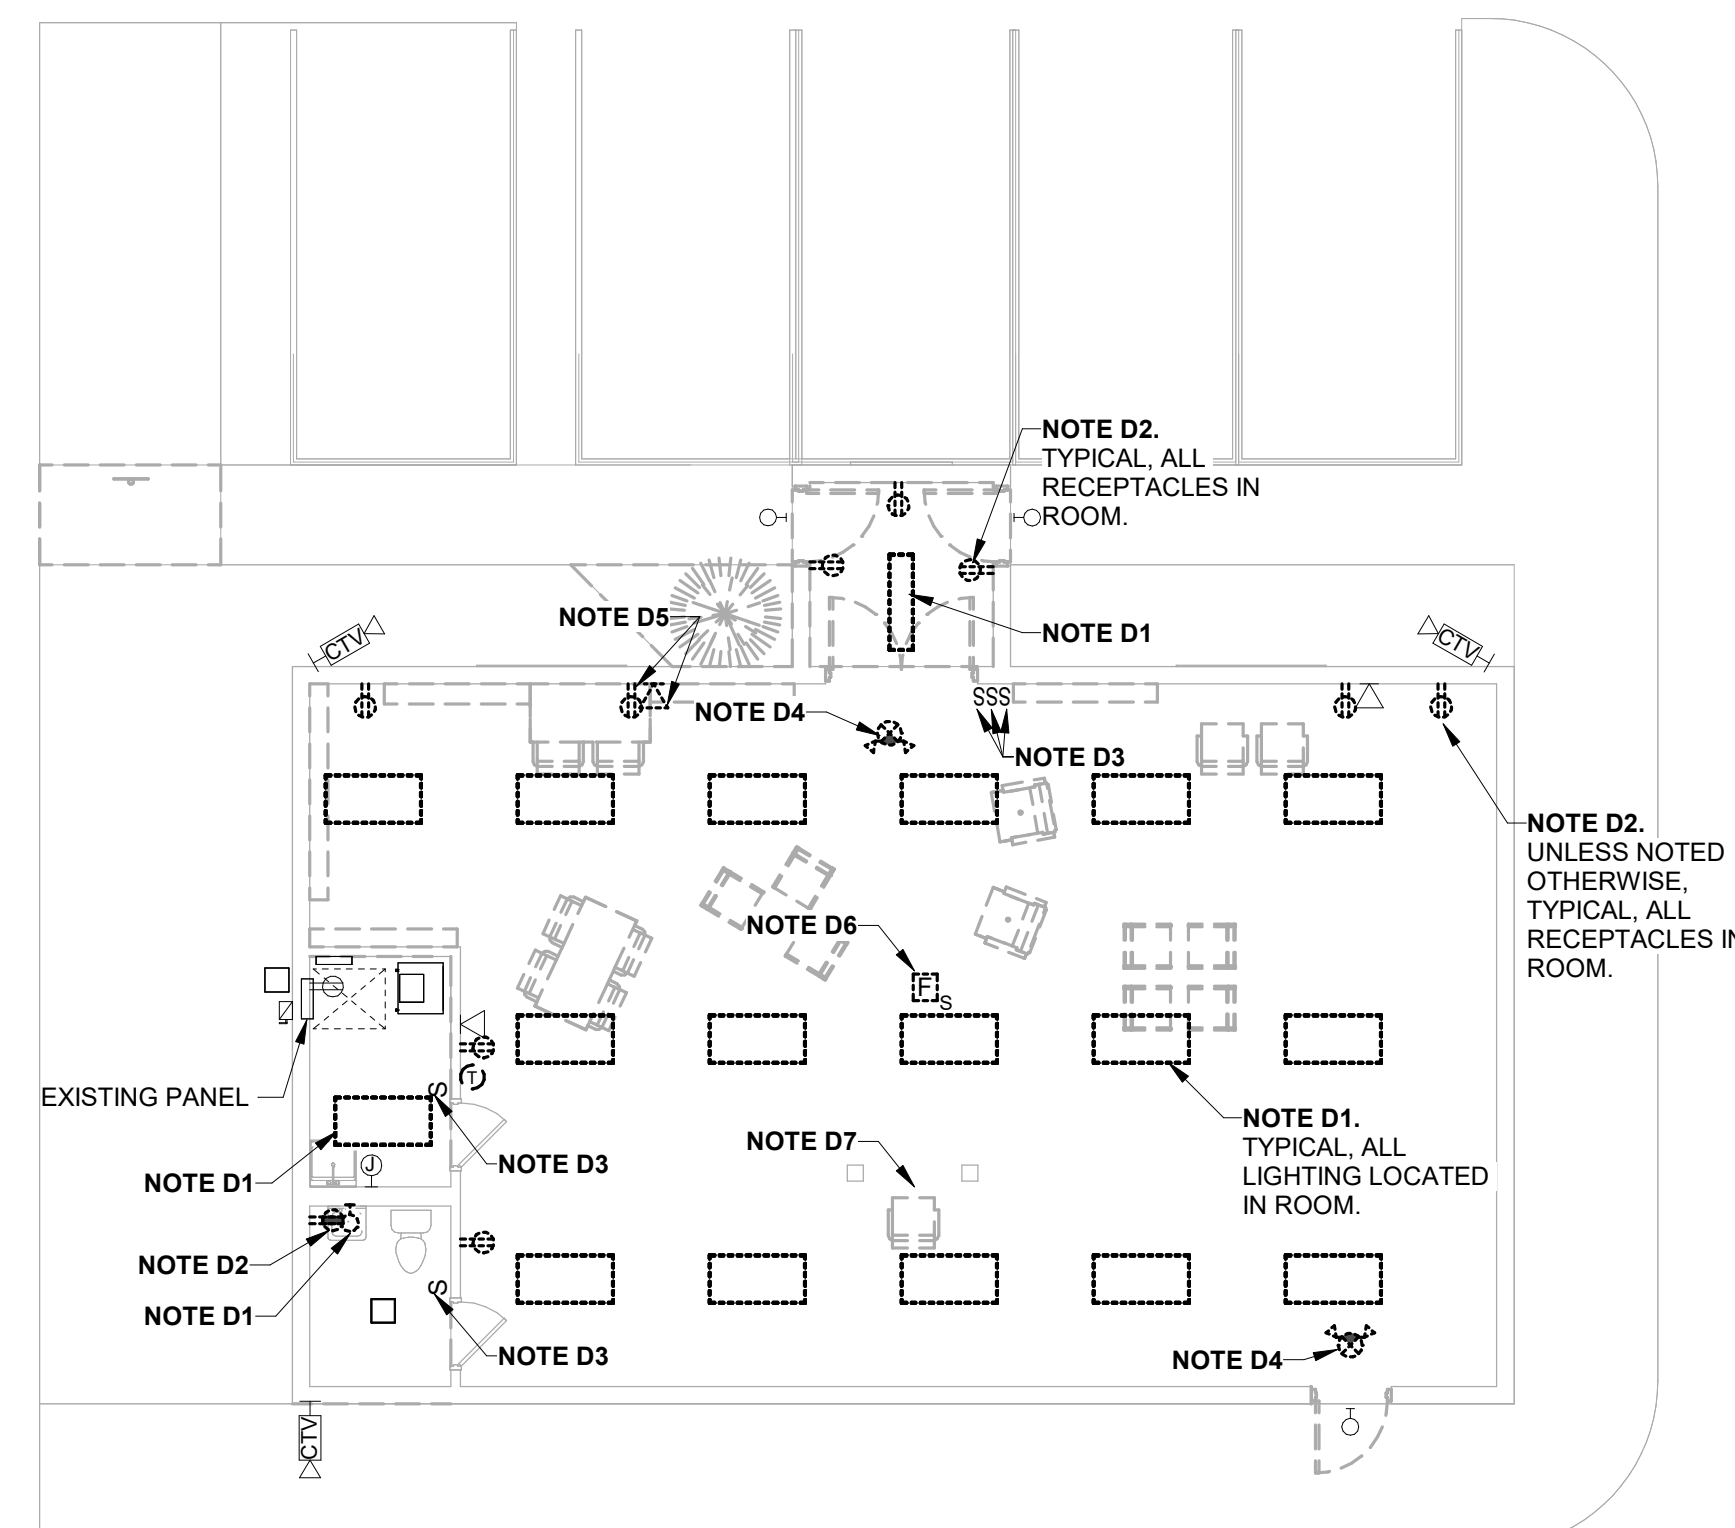 NOTE D2.
TYPICAL, ALL
RECEPTACLES IN
ROOM.
NOTE D5
NOTE D1
CTV
CTV
NOTE D4
SSS
NOTE D3
NOTE D2.
UNLESS NOTED
OTHERWISE,
TYPICAL, ALL
RECEPTACLES IN
ROOM.
NOTE D6
F
S
EXISTING PANEL
T
S
NOTE D1.
TYPICAL, ALL
LIGHTING LOCATED
IN ROOM.
NOTE D7
NOTE D3
J
NOTE D1
NOTE D2
NOTE D1
S
NOTE D3
NOTE D4
CTV